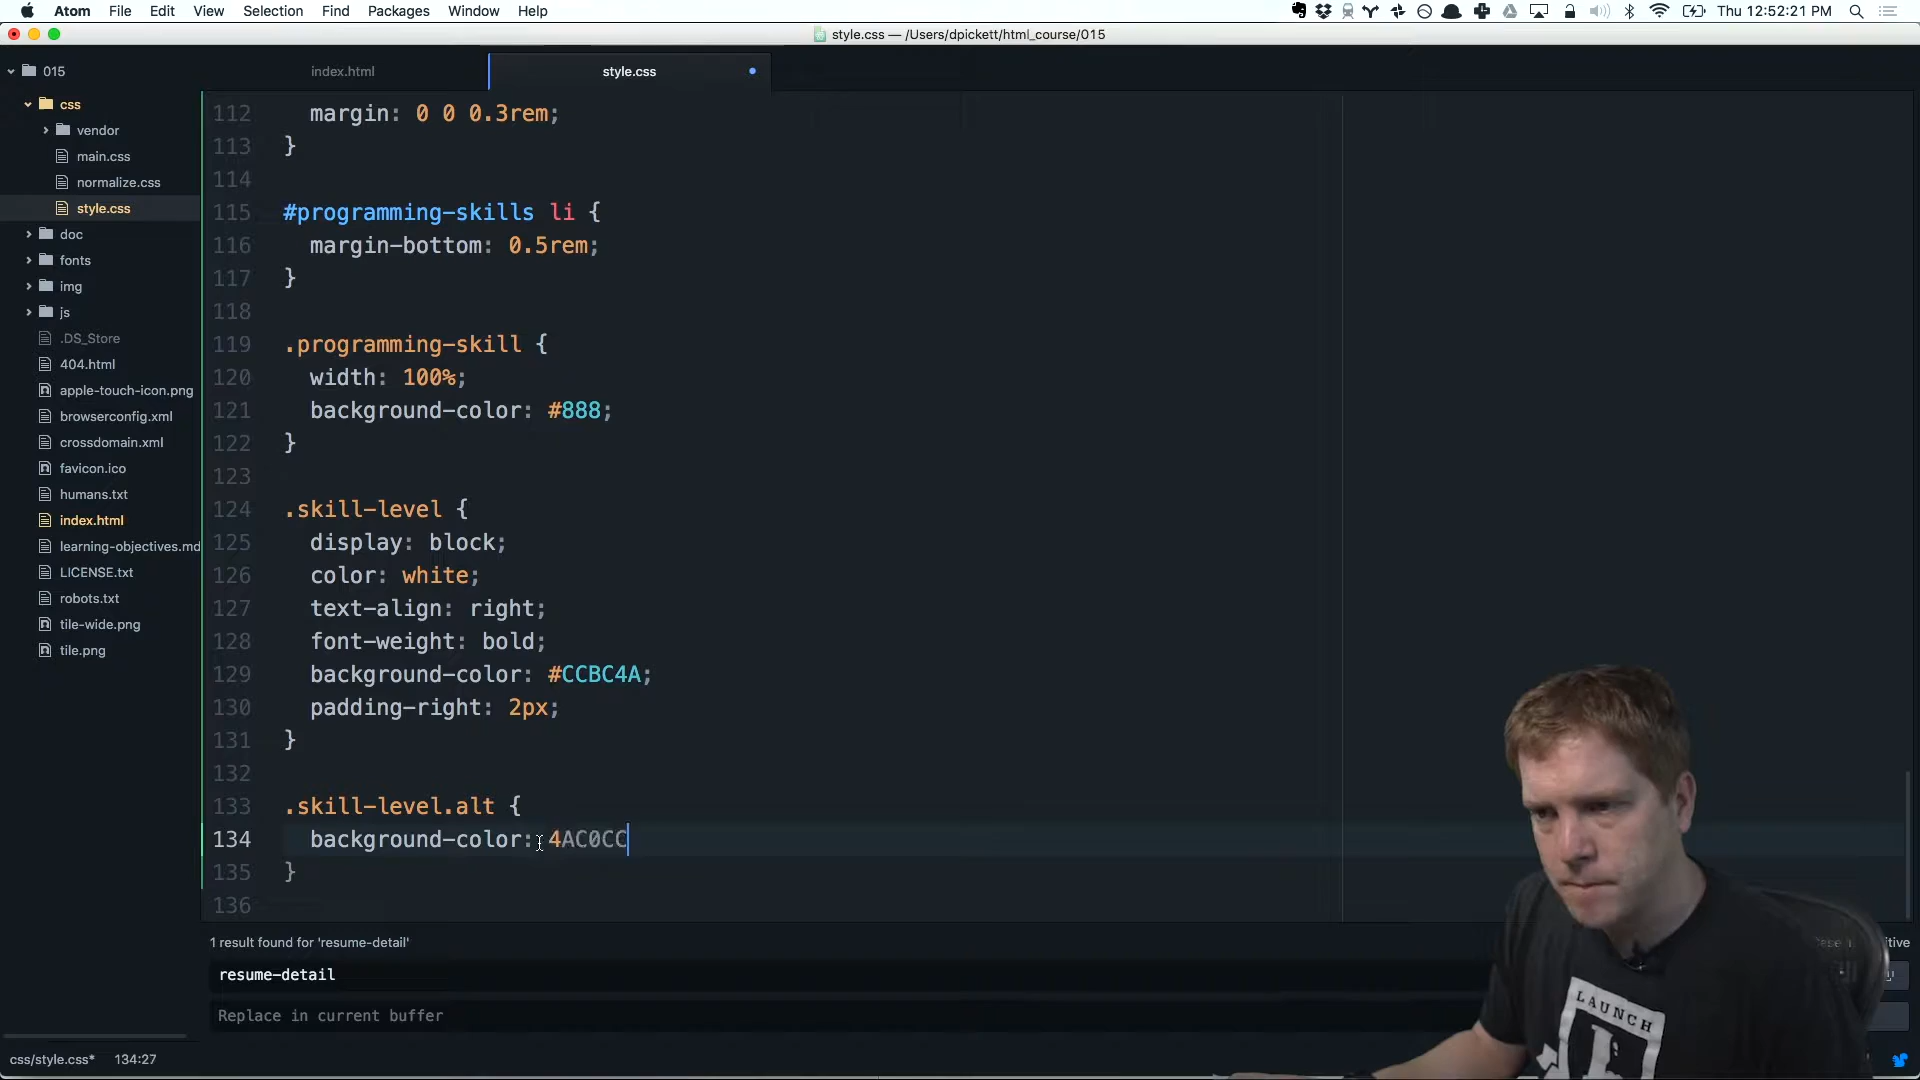 Atom File Edit View Selection Find Packages Window Help Thu 12:52:21 PM
style.css — /Users/dpickett/html_course/015
015
index.html
style.css
css
vendor
main.css
normalize.css
style.css
doc
fonts
img
js
.DS_Store
404.html
apple-touch-icon.png
browserconfig.xml
crossdomain.xml
favicon.ico
humans.txt
index.html
learning-objectives.md
LICENSE.txt
robots.txt
tile-wide.png
tile.png
112 margin: 0 0 0.3rem;
113 }
114
115 #programming-skills li {
116 margin-bottom: 0.5rem;
117 }
118
119 .programming-skill {
120 width: 100%;
121 background-color: #888;
122 }
123
124 .skill-level {
125 display: block;
126 color: white;
127 text-align: right;
128 font-weight: bold;
129 background-color: #CCBC4A;
130 padding-right: 2px;
131 }
132
133 .skill-level.alt {
134 background-color: 4AC0CC
135 }
136
1 result found for 'resume-detail'
resume-detail
Replace in current buffer
css/style.css* 134:27
LAUNCH